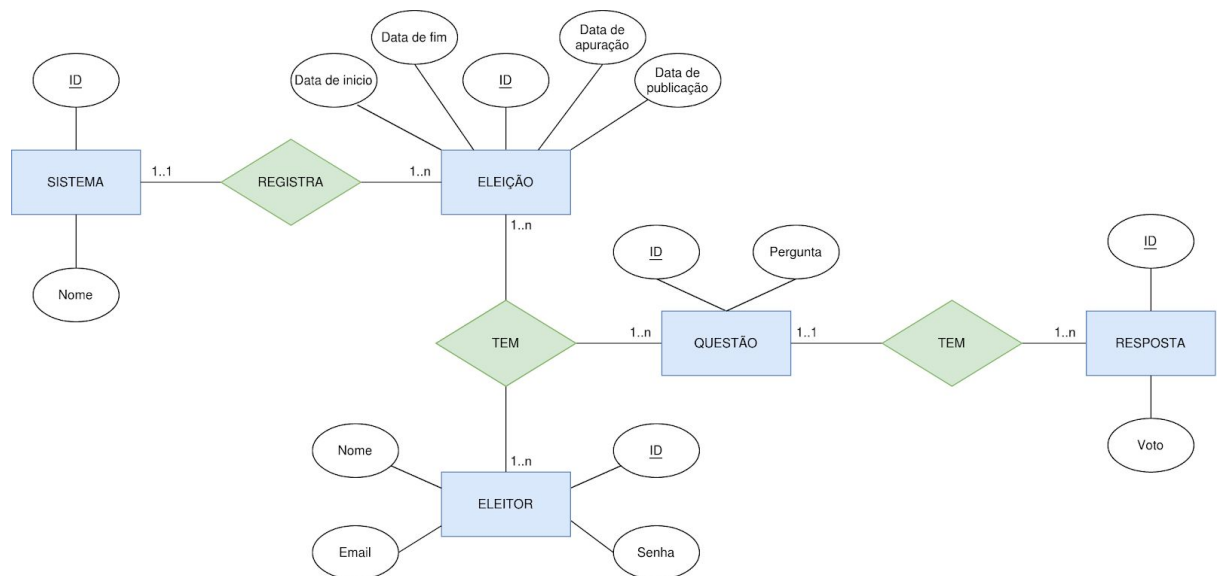 Data de fim
Data de
apuração
ID
Data de inicio
ID
Data de
publicação
SISTEMA
1..1
REGISTRA
1..n
ELEIÇÃO
1..n
Nome
ID
Pergunta
ID
TEM
1..n
QUESTÃO
1..1
TEM
1..n
RESPOSTA
Nome
1..n
ID
Voto
ELEITOR
Email
Senha